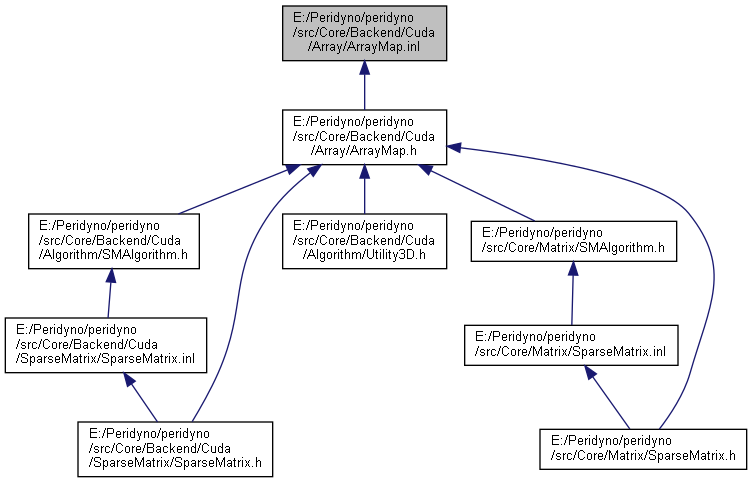 E:/Peridyno/peridyno
/src/Core/Backend/Cuda
/Array/ArrayMap.inl
E:/Peridyno/peridyno
/src/Core/Backend/Cuda
/Array/ArrayMap.h
E:/Peridyno/peridyno
/src/Core/Backend/Cuda
/Algorithm/SMAlgorithm.h
E:/Peridyno/peridyno
/src/Core/Backend/Cuda
/Algorithm/Utility3D.h
E:/Peridyno/peridyno
/src/Core/Matrix/SMAlgorithm.h
E:/Peridyno/peridyno
/src/Core/Backend/Cuda
/SparseMatrix/SparseMatrix.inl
E:/Peridyno/peridyno
/src/Core/Matrix/SparseMatrix.inl
E:/Peridyno/peridyno
/src/Core/Backend/Cuda
/SparseMatrix/SparseMatrix.h
E:/Peridyno/peridyno
/src/Core/Matrix/SparseMatrix.h